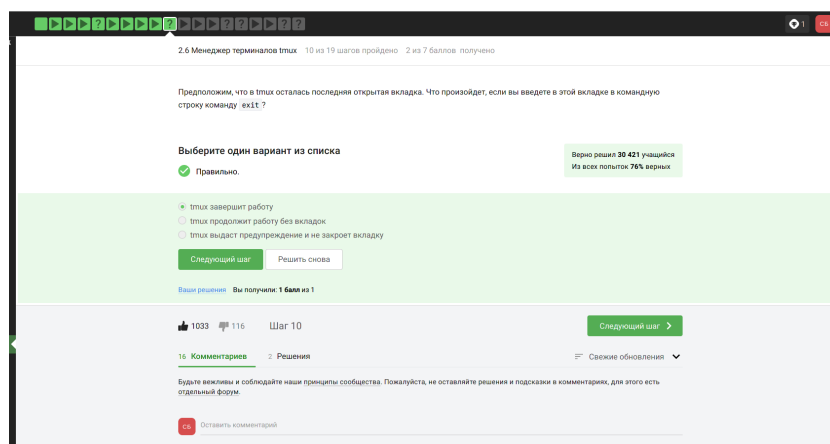 1
СБ
2.6 Менеджер терминалов tmux 10 из 19 шагов пройдено 2 из 7 баллов получено
Предположим, что в tmux осталась последняя открытая вкладка. Что произойдет, если вы введете в этой вкладке в командную
строку команду exit ?
Выберите один вариант из списка
Верно решил 30 421 учащийся
Из всех попыток 76% верных
Правильно.
tmux завершит работу
tmux продолжит работу без вкладок
tmux выдаст предупреждение и не закроет вкладку
Следующий шаг Решить снова
Ваши решения Вы получили: 1 балл из 1
1033 116 Шаг 10 Следующий шаг
16 Комментариев 2 Решения Свежие обновления
Будьте вежливы и соблюдайте наши принципы сообщества. Пожалуйста, не оставляйте решения и подсказки в комментариях, для этого есть
отдельный форум.
СБ Оставить комментарий